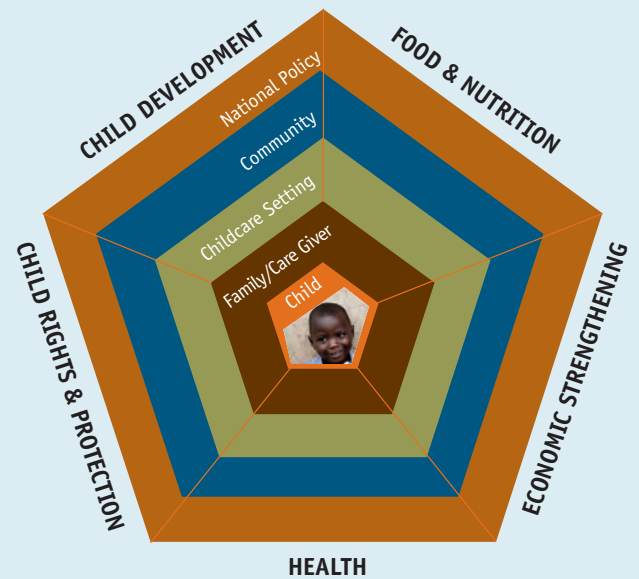 CHILD DEVELOPMENT
FOOD & NUTRITION
National Policy
Community
Childcare Setting
Family/Care Giver
Child
CHILD RIGHTS & PROTECTION
ECONOMIC STRENGTHENING
HEALTH